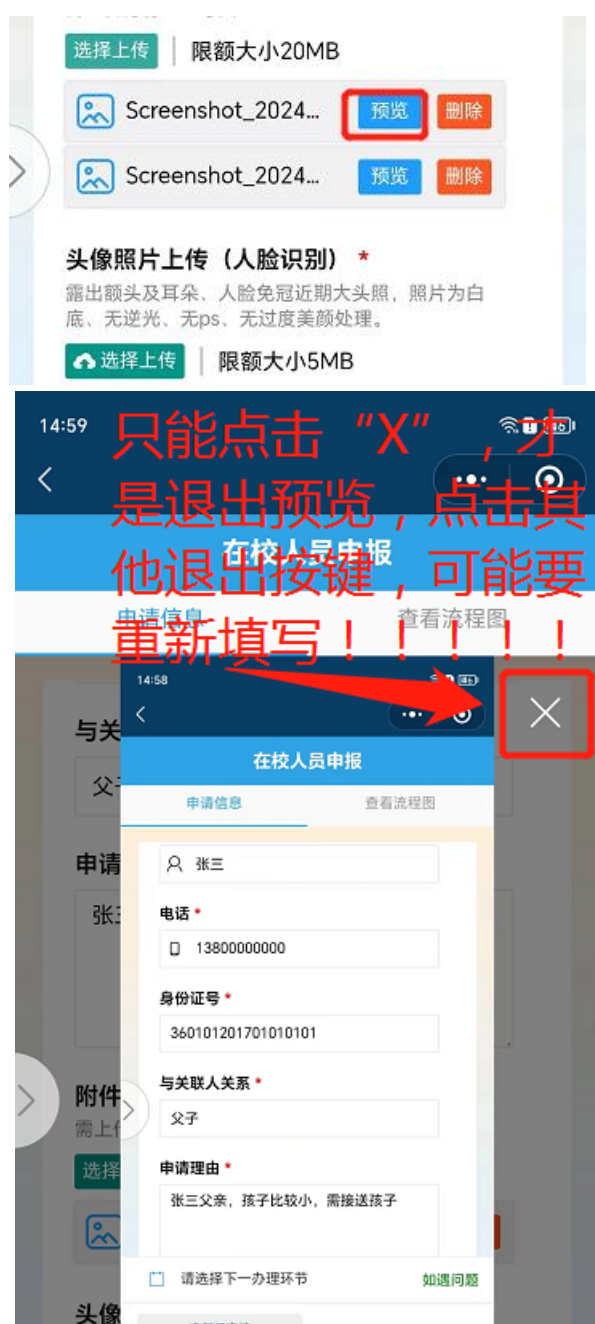 选择上传 | 限额大小20MB
Screenshot_2024... 预览 删除
Screenshot_2024... 预览 删除
头像照片上传（人脸识别） *
露出额头及耳朵、人脸免冠近期大头照，照片为白
底、无逆光、无ps、无过度美颜处理。
选择上传 | 限额大小5MB
14:59
只能点击“X”，才
是退出预览，点击其
他退出按键，可能要
重新填写！！！！！
在校人员申报
申请信息 查看流程图
与关
父
申请
张三
附件
需上传
选择
头像
14:58
在校人员申报
申请信息 查看流程图
张三
电话 *
13800000000
身份证号 *
360101201701010101
与关联人关系 *
父子
申请理由 *
张三父亲，孩子比较小，需接送孩子
请选择下一办理环节 如遇问题